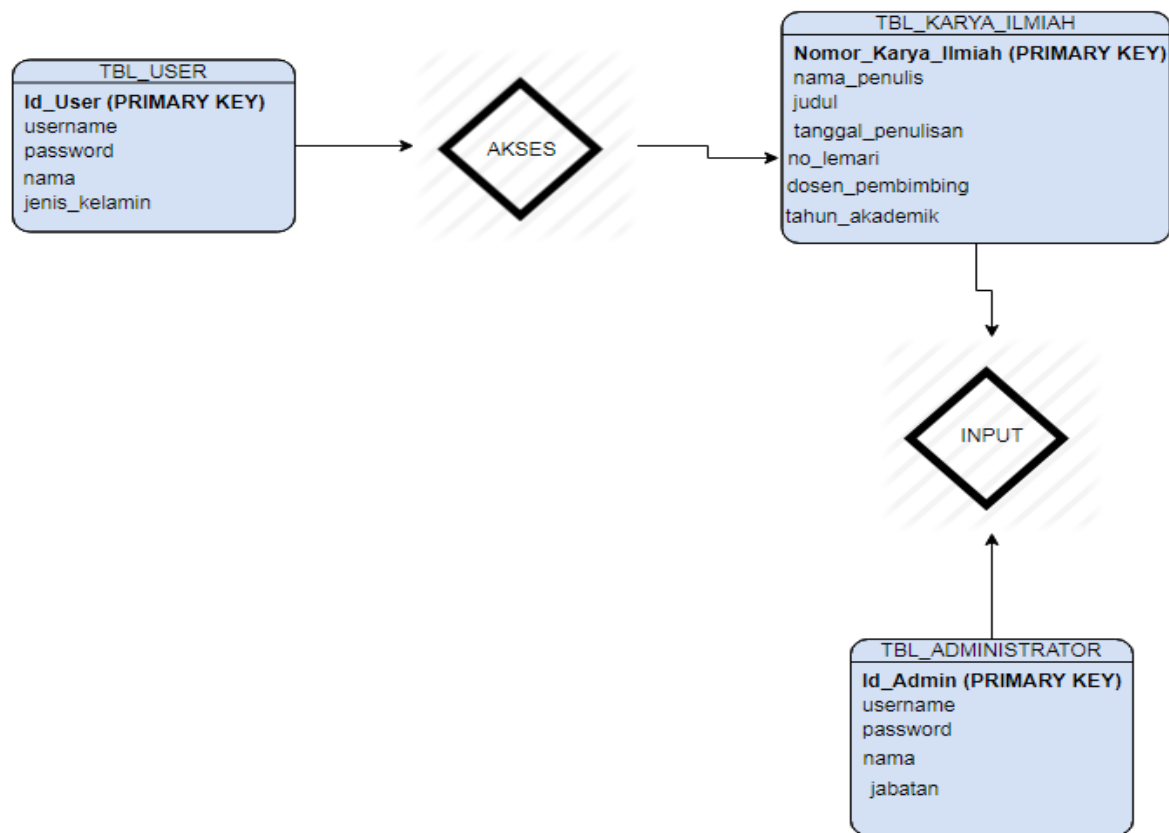 TBL_USER
Id_User (PRIMARY KEY)
username
password
nama
jenis_kelamin
AKSES
TBL_KARYA_ILMIAH
Nomor_Karya_Ilmiah (PRIMARY KEY)
nama_penulis
judul
tanggal_penulisan
no_lemari
dosen_pembimbing
tahun_akademik
INPUT
TBL_ADMINISTRATOR
Id_Admin (PRIMARY KEY)
username
password
nama
jabatan